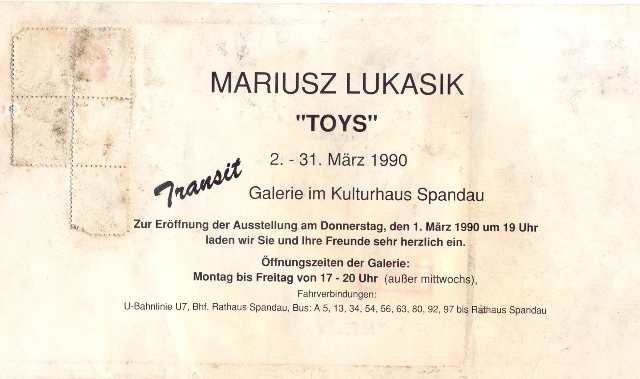 MARIUSZ LUKASIK
"TOYS"
2. - 31. März 1990
Transit
Galerie im Kulturhaus Spandau
Zur Eröffnung der Ausstellung am Donnerstag, den 1. März 1990 um 19 Uhr
laden wir Sie und Ihre Freunde sehr herzlich ein.
Öffnungszeiten der Galerie:
Montag bis Freitag von 17 - 20 Uhr (außer mittwochs),
Fahrverbindungen:
U-Bahnlinie U7, Bhf. Rathaus Spandau, Bus: A 5, 13, 34, 54, 56, 63, 80, 92, 97 bis Rathaus Spandau